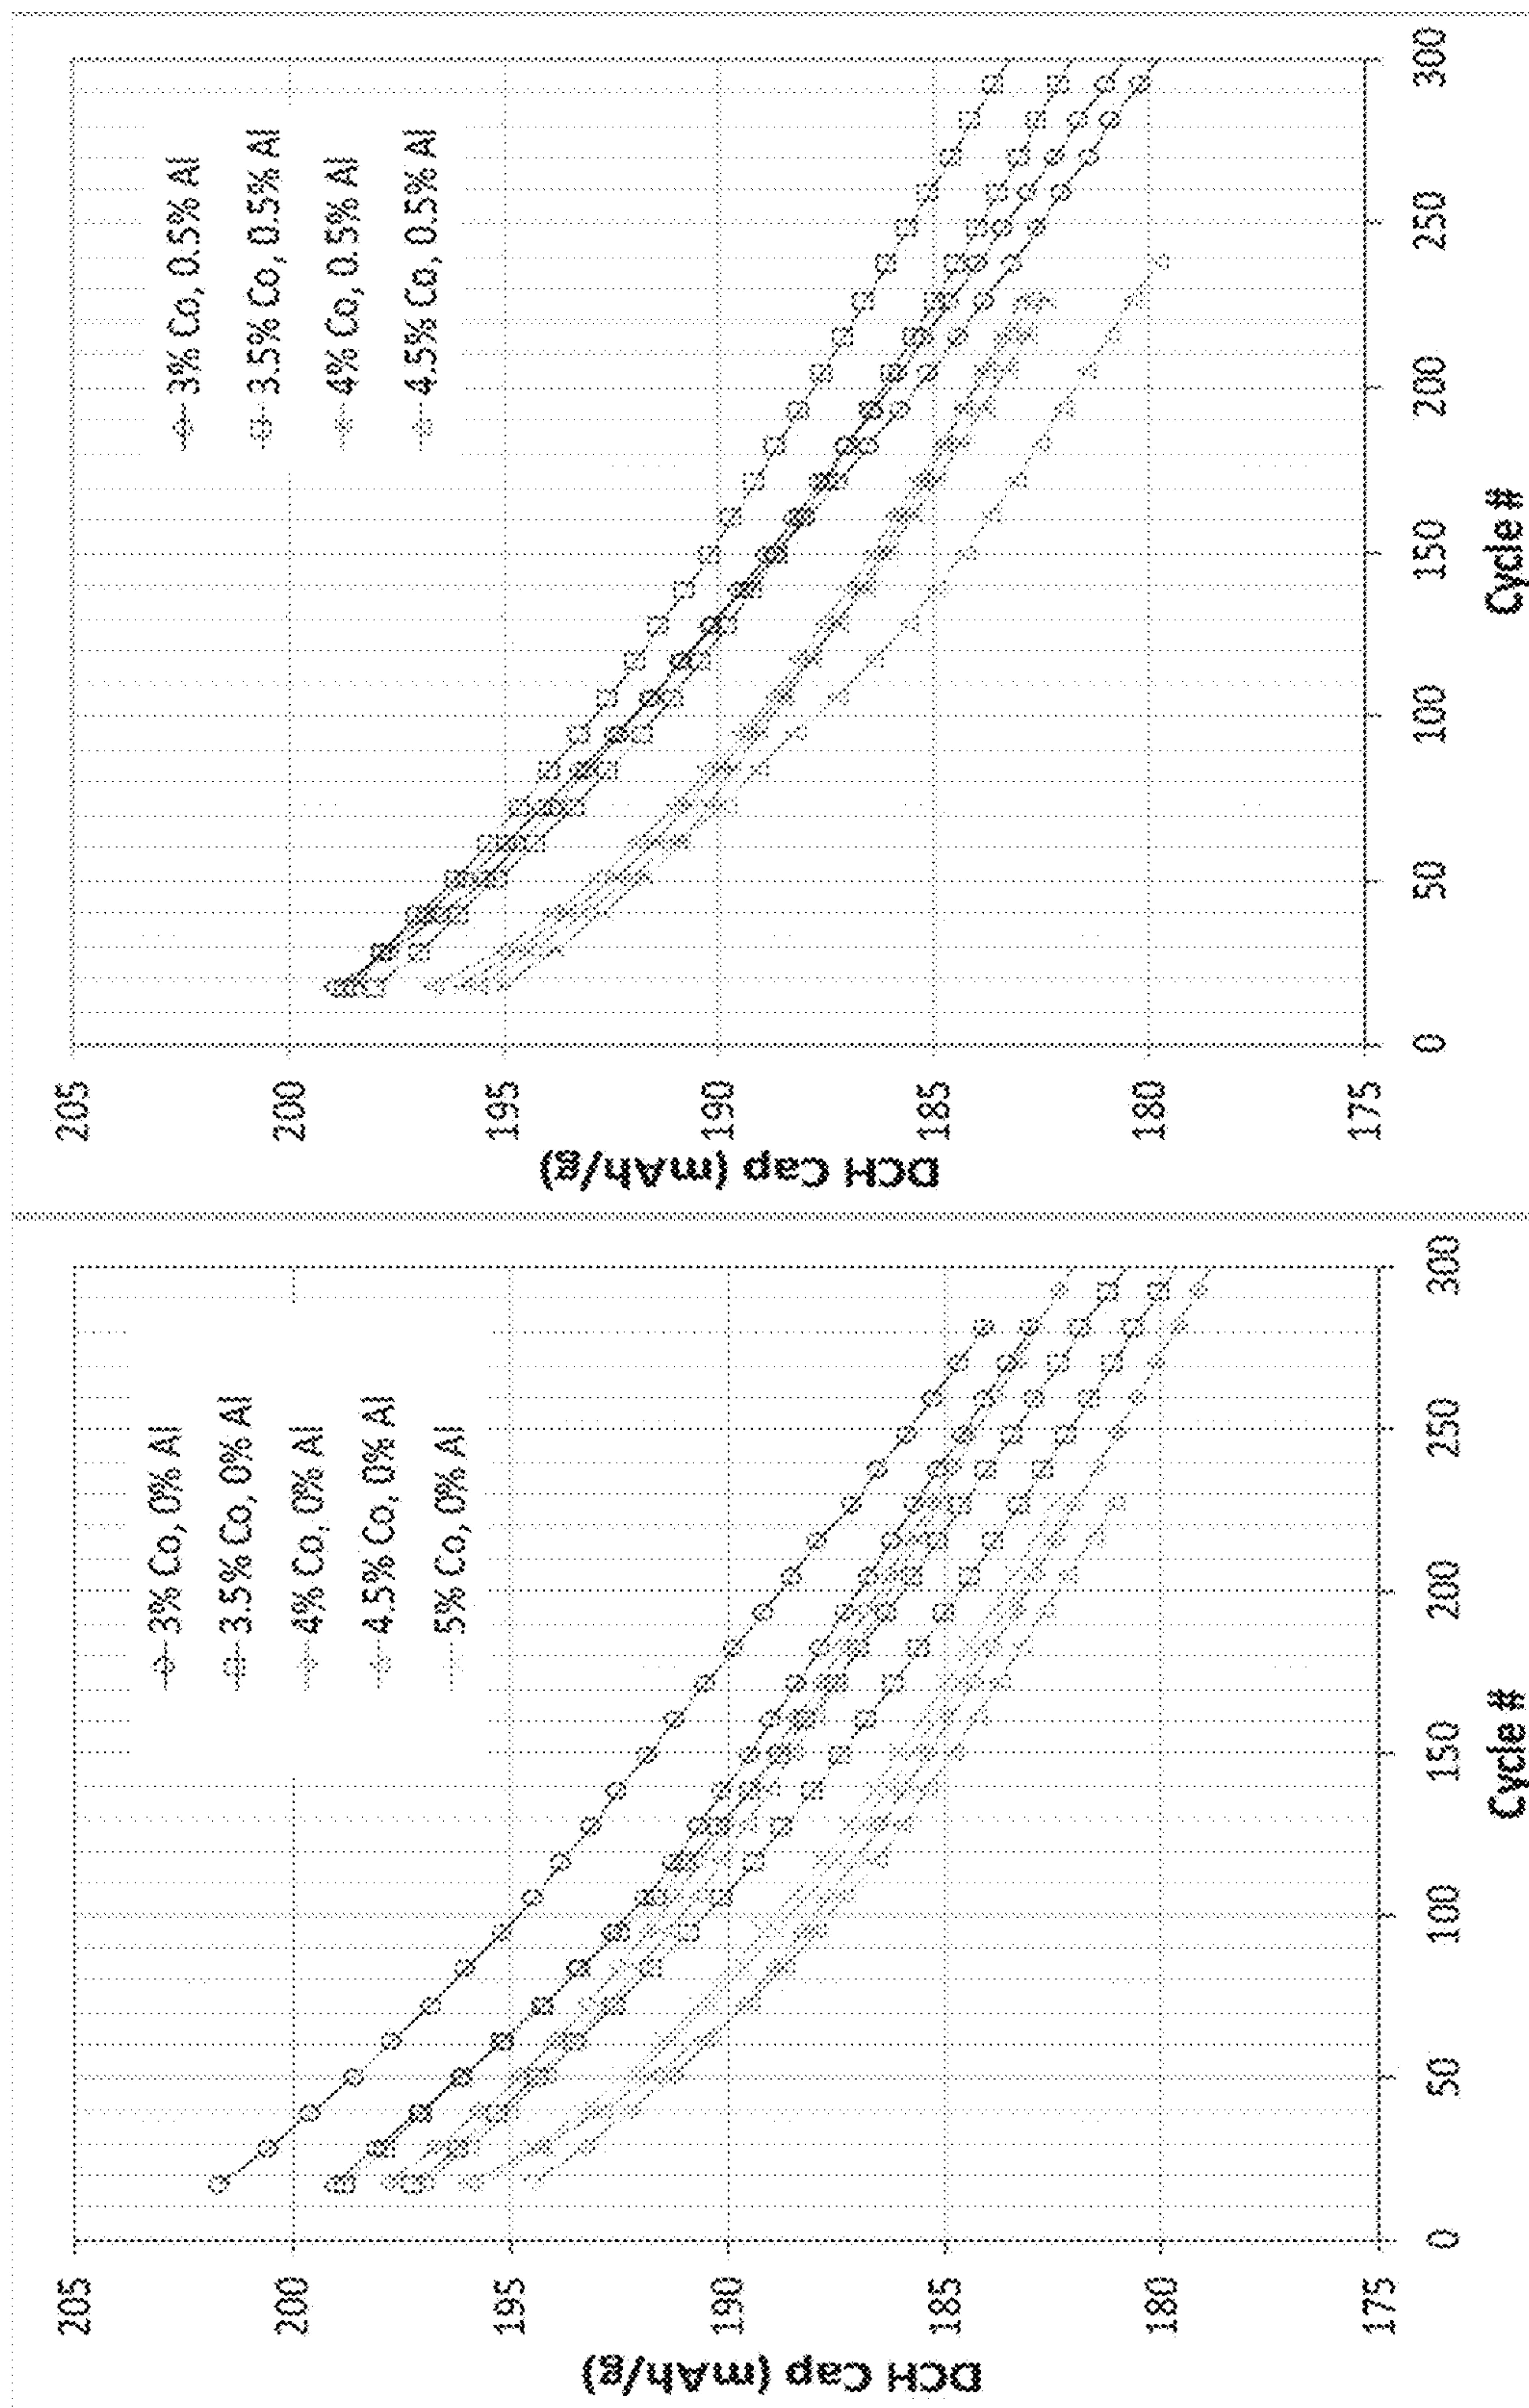 DCH Cap (mAh/g)
205
200
195
190
185
180
175
3% Co, 0% Al
3.5% Co, 0% Al
4% Co, 0% Al
4.5% Co, 0% Al
5% Co, 0% Al
0
50
100
150
200
250
300
Cycle #
DCH Cap (mAh/g)
205
200
195
190
185
180
175
3% Co, 0.5% Al
3.5% Co, 0.5% Al
4% Co, 0.5% Al
4.5% Co, 0.5% Al
0
50
100
150
200
250
300
Cycle #